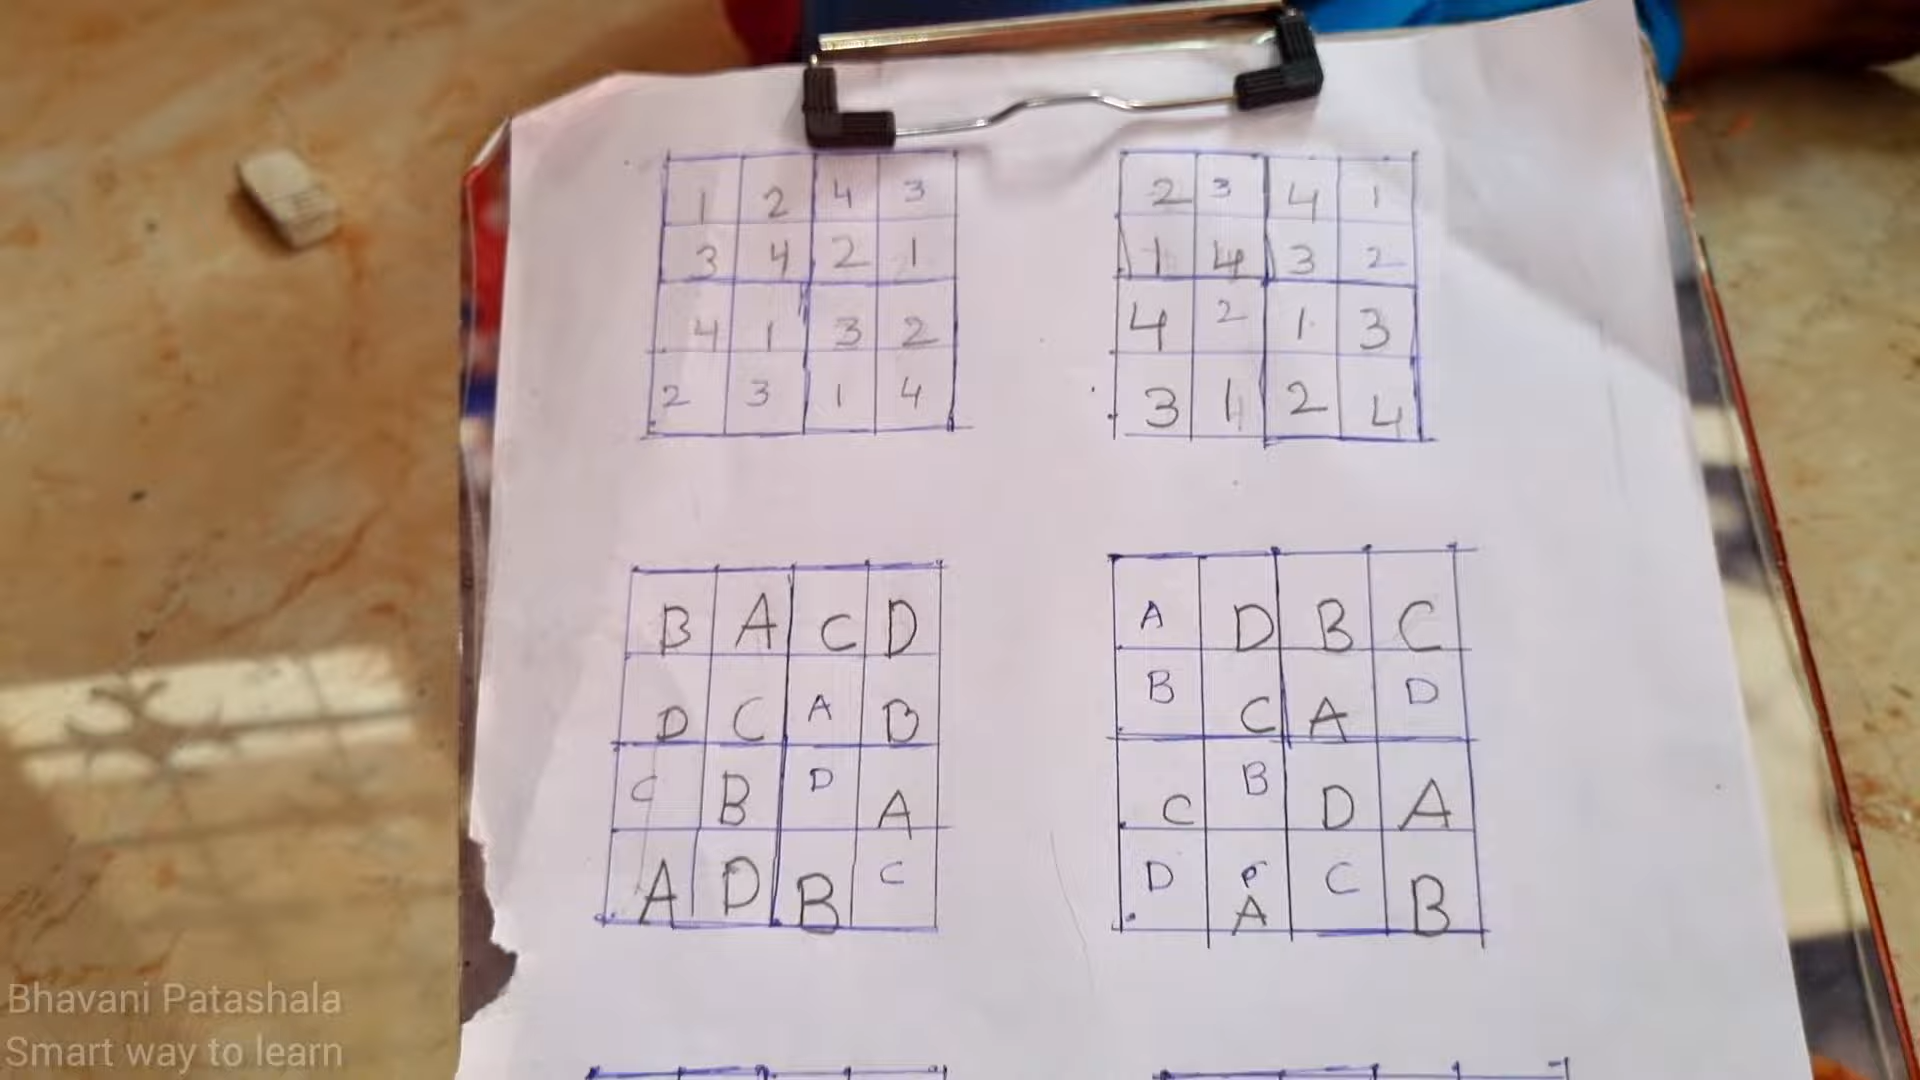 1 2 4 3
3 4 2 1
4 1 3 2
2 3 1 4
2 3 4 1
1 4 3 2
4 2 1 3
3 1 2 4
B A C D
D C A B
C B D A
A D B C
A D B C
B C A D
C B D A
D A C B
Bhavani Patashala
Smart way to learn